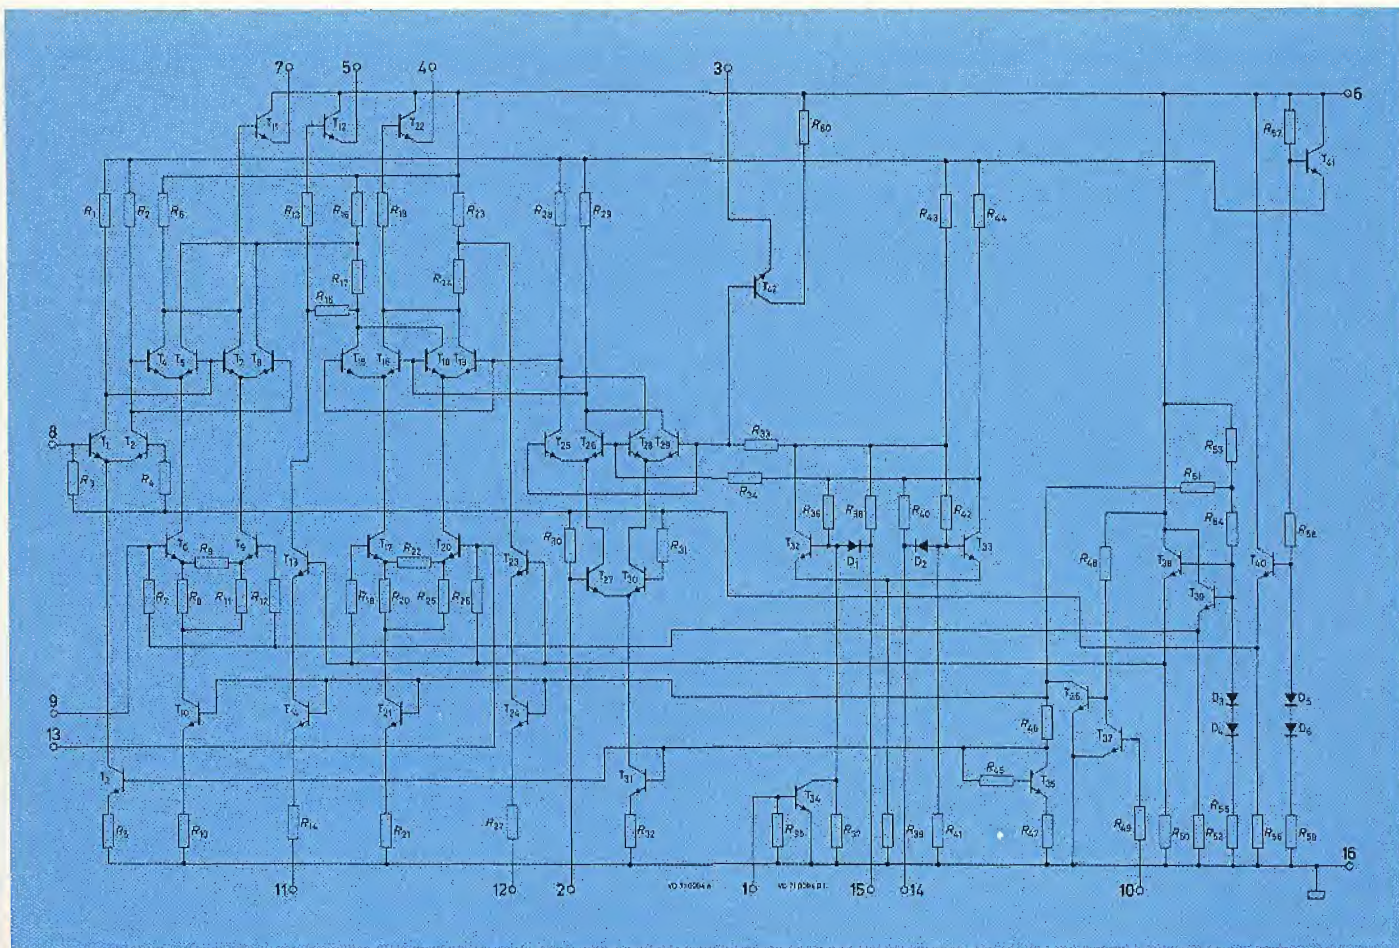 7 5 4 3
6
T11 T12 T22 R60 R57 T41
R1 R2 R6 R13 R16 R19 R23 R28 R29 R43 R44
R17 R24 T42
R15
T4 T5 T7 T8 T15 T16 T18 T19
8 T1 T2 T25 T26 T28 T29 R33 R53
R3 R4 R34 R51
R36 R38 R40 R42 R54 R58
T6 R9 T9 T13 T17 R22 T20 T23 R30 R31 T32 D1 D2 T33 R48 T38 T40
T27 T30 T39
R7 R8 R11 R12 R18 R20 R25 R26
9 T10 T14 T21 T24 T36 D3 D5
13 R46 T37 D4 D6
T3 T31 R45 T35
T34
R5 R10 R14 R21 R27 R32 R35 R37 R39 R41 R47 R49 R50 R52 R55 R56 R59
16
11 12 2 1 15 14 10